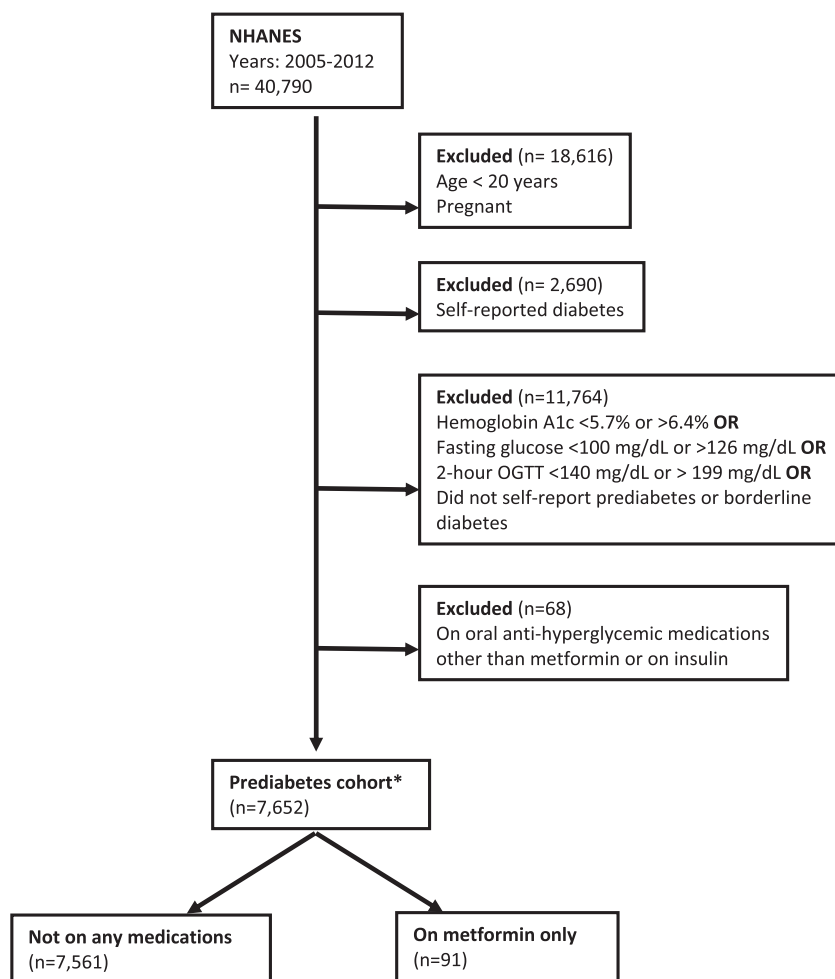 NHANES
Years: 2005-2012
n= 40,790
Excluded (n= 18,616)
Age < 20 years
Pregnant
Excluded (n= 2,690)
Self-reported diabetes
Excluded (n=11,764)
Hemoglobin A1c <5.7% or >6.4% OR
Fasting glucose <100 mg/dL or >126 mg/dL OR
2-hour OGTT <140 mg/dL or > 199 mg/dL OR
Did not self-report prediabetes or borderline
diabetes
Excluded (n=68)
On oral anti-hyperglycemic medications
other than metformin or on insulin
Prediabetes cohort*
(n=7,652)
Not on any medications
(n=7,561)
On metformin only
(n=91)